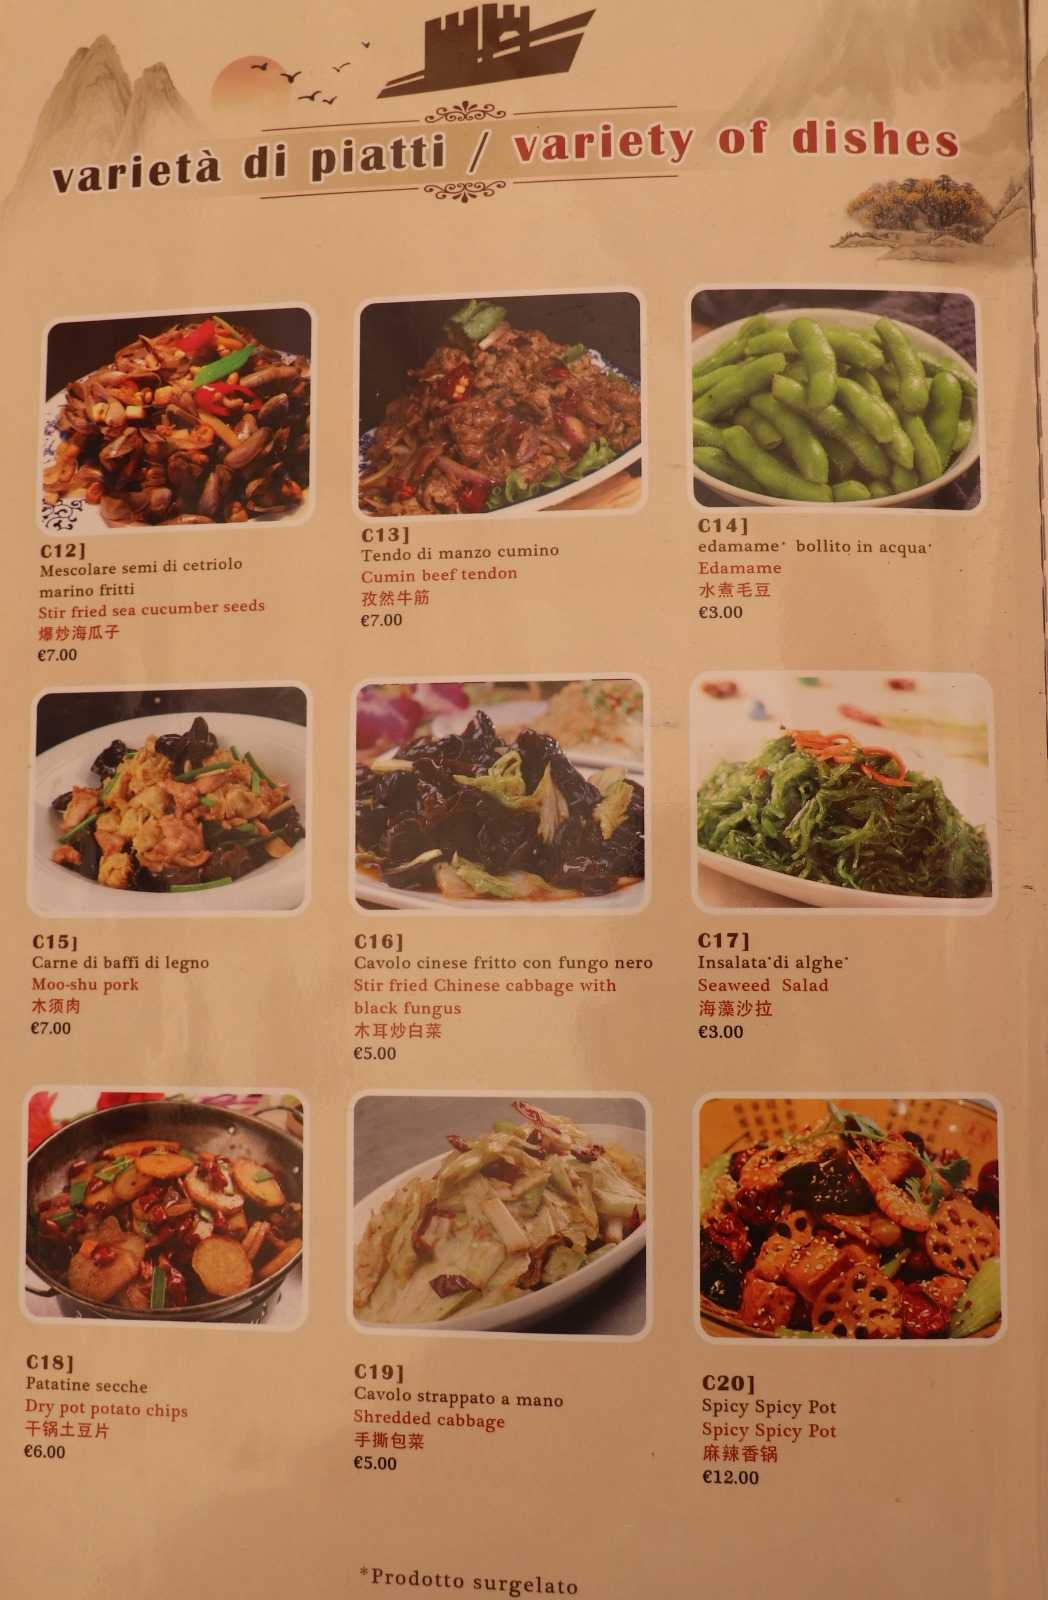 varietà di piatti / variety of dishes
C12]
Mescolare semi di cetriolo
marino fritti
Stir fried sea cucumber seeds
爆炒海瓜子
€7.00
C13]
Tendo di manzo cumino
Cumin beef tendon
孜然牛筋
€7.00
C14]
edamame* bollito in acqua*
Edamame
水煮毛豆
€3.00
C15]
Carne di baffi di legno
Moo-shu pork
木须肉
€7.00
C16]
Cavolo cinese fritto con fungo nero
Stir fried Chinese cabbage with
black fungus
木耳炒白菜
€5.00
C17]
Insalata*di alghe*
Seaweed Salad
海藻沙拉
€3.00
C18]
Patatine secche
Dry pot potato chips
干锅土豆片
€6.00
C19]
Cavolo strappato a mano
Shredded cabbage
手撕包菜
€5.00
C20]
Spicy Spicy Pot
Spicy Spicy Pot
麻辣香锅
€12.00
*Prodotto surgelato